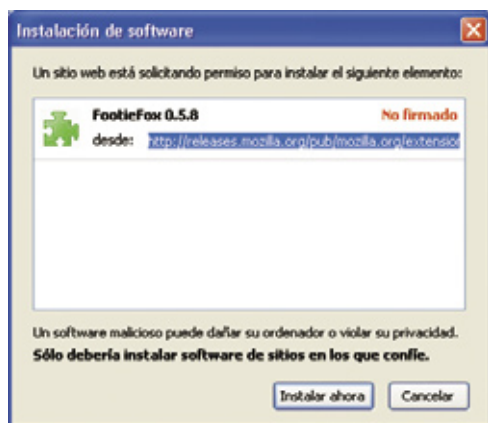 Instalación de software
Un sitio web está solicitando permiso para instalar el siguiente elemento:
FootieFox 0.5.8 No firmado
desde: http://releases.mozilla.org/pub/mozilla.org/extension
Un software malicioso puede dañar su ordenador o violar su privacidad.
Sólo debería instalar software de sitios en los que confíe.
Instalar ahora Cancelar